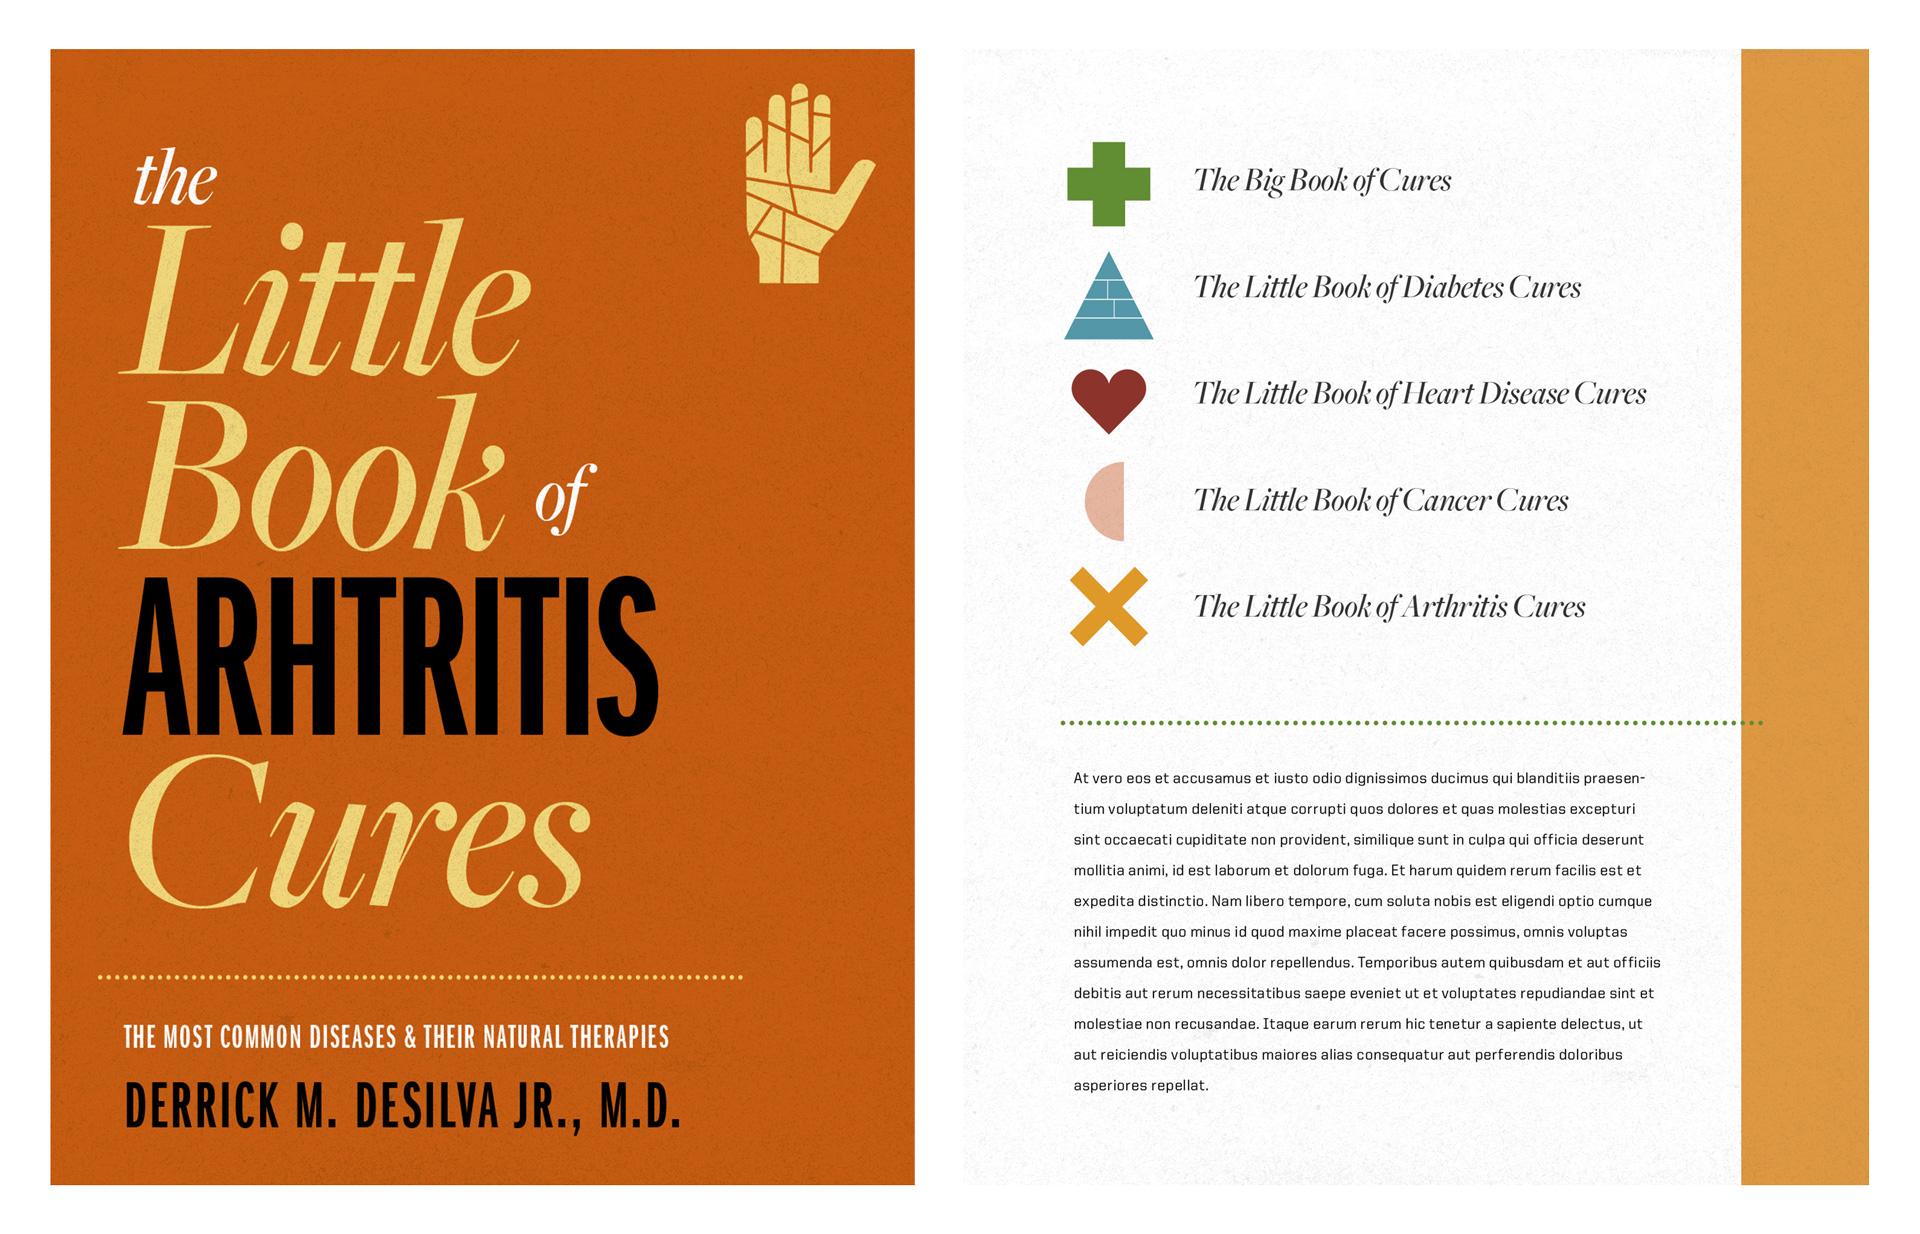 the
Little
Book of
ARHTRITIS
Cures
THE MOST COMMON DISEASES & THEIR NATURAL THERAPIES
DERRICK M. DESILVA JR., M.D.
The Big Book of Cures
The Little Book of Diabetes Cures
The Little Book of Heart Disease Cures
The Little Book of Cancer Cures
The Little Book of Arthritis Cures
At vero eos et accusamus et iusto odio dignissimos ducimus qui blanditiis praesen-
tium voluptatum deleniti atque corrupti quos dolores et quas molestias excepturi
sint occaecati cupiditate non provident, similique sunt in culpa qui officia deserunt
mollitia animi, id est laborum et dolorum fuga. Et harum quidem rerum facilis est et
expedita distinctio. Nam libero tempore, cum soluta nobis est eligendi optio cumque
nihil impedit quo minus id quod maxime placeat facere possimus, omnis voluptas
assumenda est, omnis dolor repellendus. Temporibus autem quibusdam et aut officiis
debitis aut rerum necessitatibus saepe eveniet ut et voluptates repudiandae sint et
molestiae non recusandae. Itaque earum rerum hic tenetur a sapiente delectus, ut
aut reiciendis voluptatibus maiores alias consequatur aut perferendis doloribus
asperiores repellat.